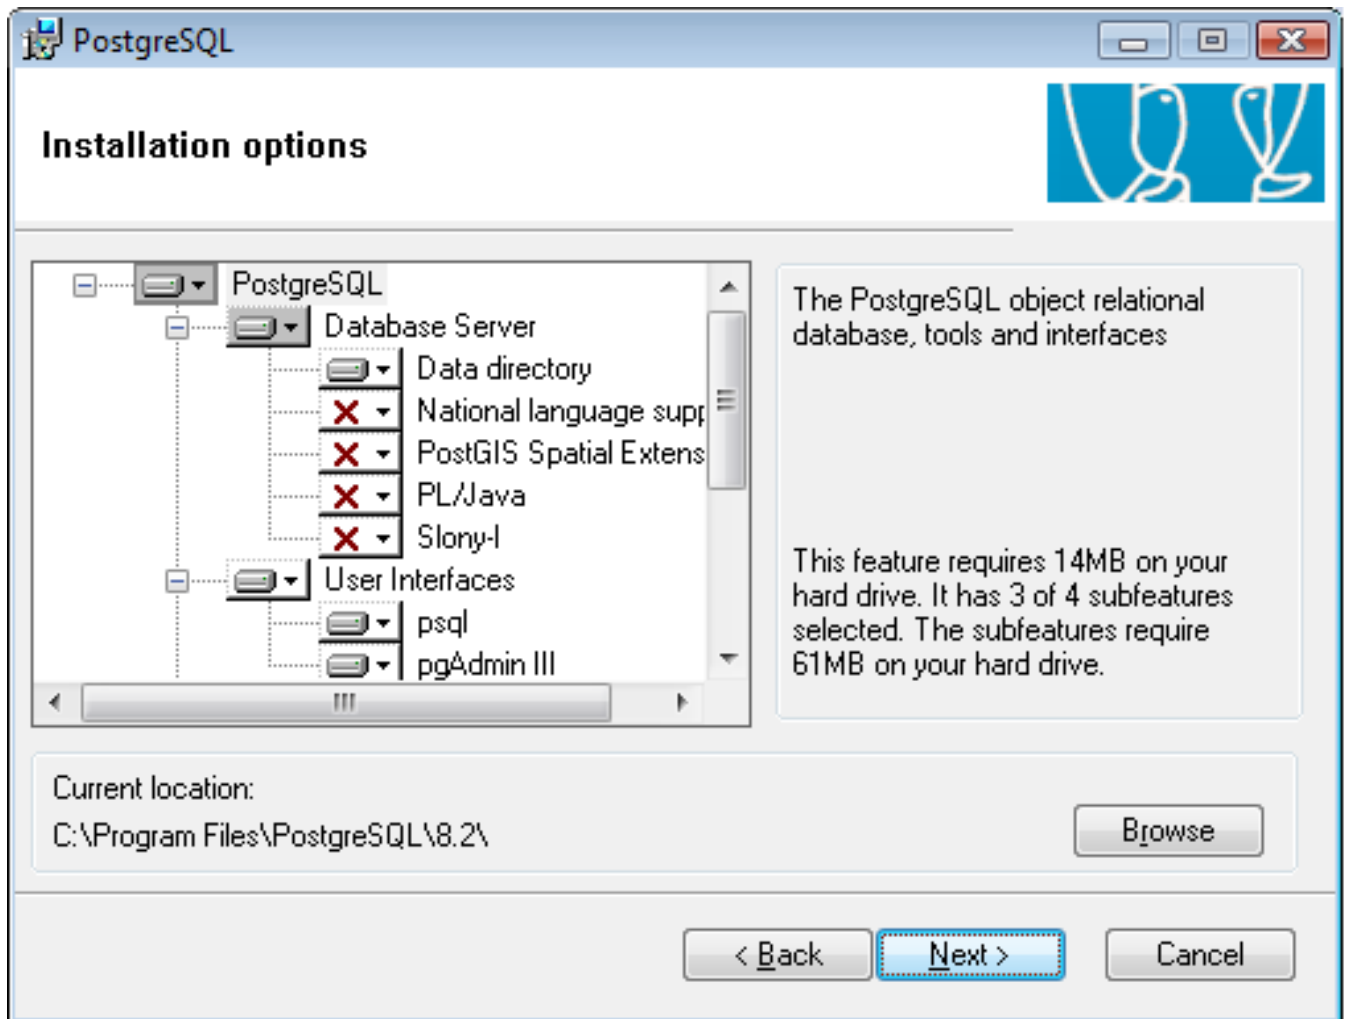 PostgreSQL
Installation options
PostgreSQL
Database Server
Data directory
National language supp
PostGIS Spatial Extens
PL/Java
Slony-I
User Interfaces
psql
pgAdmin III
The PostgreSQL object relational
database, tools and interfaces
This feature requires 14MB on your
hard drive. It has 3 of 4 subfeatures
selected. The subfeatures require
61MB on your hard drive.
Current location:
C:\Program Files\PostgreSQL\8.2\
Browse
< Back
Next >
Cancel